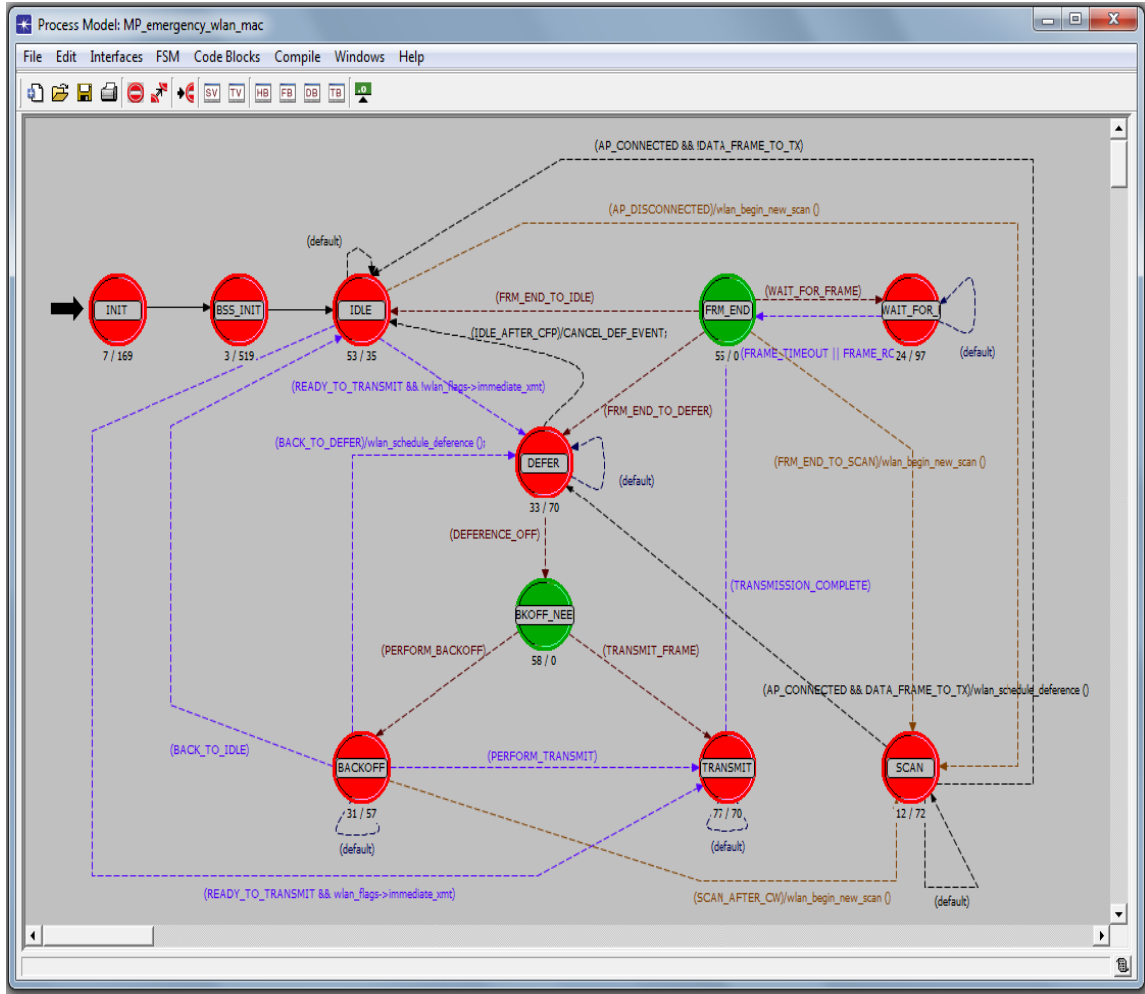 Process Model: MP_emergency_wlan_mac
File Edit Interfaces FSM Code Blocks Compile Windows Help
SV TV HB FB DB TB
(AP_CONNECTED && !DATA_FRAME_TO_TX)
(AP_DISCONNECTED)/wlan_begin_new_scan ()
(default)
(FRM_END_TO_IDLE)
(WAIT_FOR_FRAME)
INIT
BSS_INIT
IDLE
FRM_END
WAIT_FOR_
(IDLE_AFTER_CFP)/CANCEL_DEF_EVENT;
7 / 169
3 / 519
53 / 35
55 / 0
(FRAME_TIMEOUT || FRAME_RC
24 / 97
(default)
(READY_TO_TRANSMIT && !wlan_flags->immediate_xmt)
(FRM_END_TO_DEFER)
(BACK_TO_DEFER)/wlan_schedule_deference ();
DEFER
(FRM_END_TO_SCAN)/wlan_begin_new_scan ()
(default)
33 / 70
(DEFERENCE_OFF)
(TRANSMISSION_COMPLETE)
BKOFF_NEE
58 / 0
(PERFORM_BACKOFF)
(TRANSMIT_FRAME)
(AP_CONNECTED && DATA_FRAME_TO_TX)/wlan_schedule_deference ()
(BACK_TO_IDLE)
(PERFORM_TRANSMIT)
BACKOFF
TRANSMIT
SCAN
31 / 57
77 / 70
12 / 72
(default)
(default)
(READY_TO_TRANSMIT && wlan_flags->immediate_xmt)
(SCAN_AFTER_CW)/wlan_begin_new_scan ()
(default)